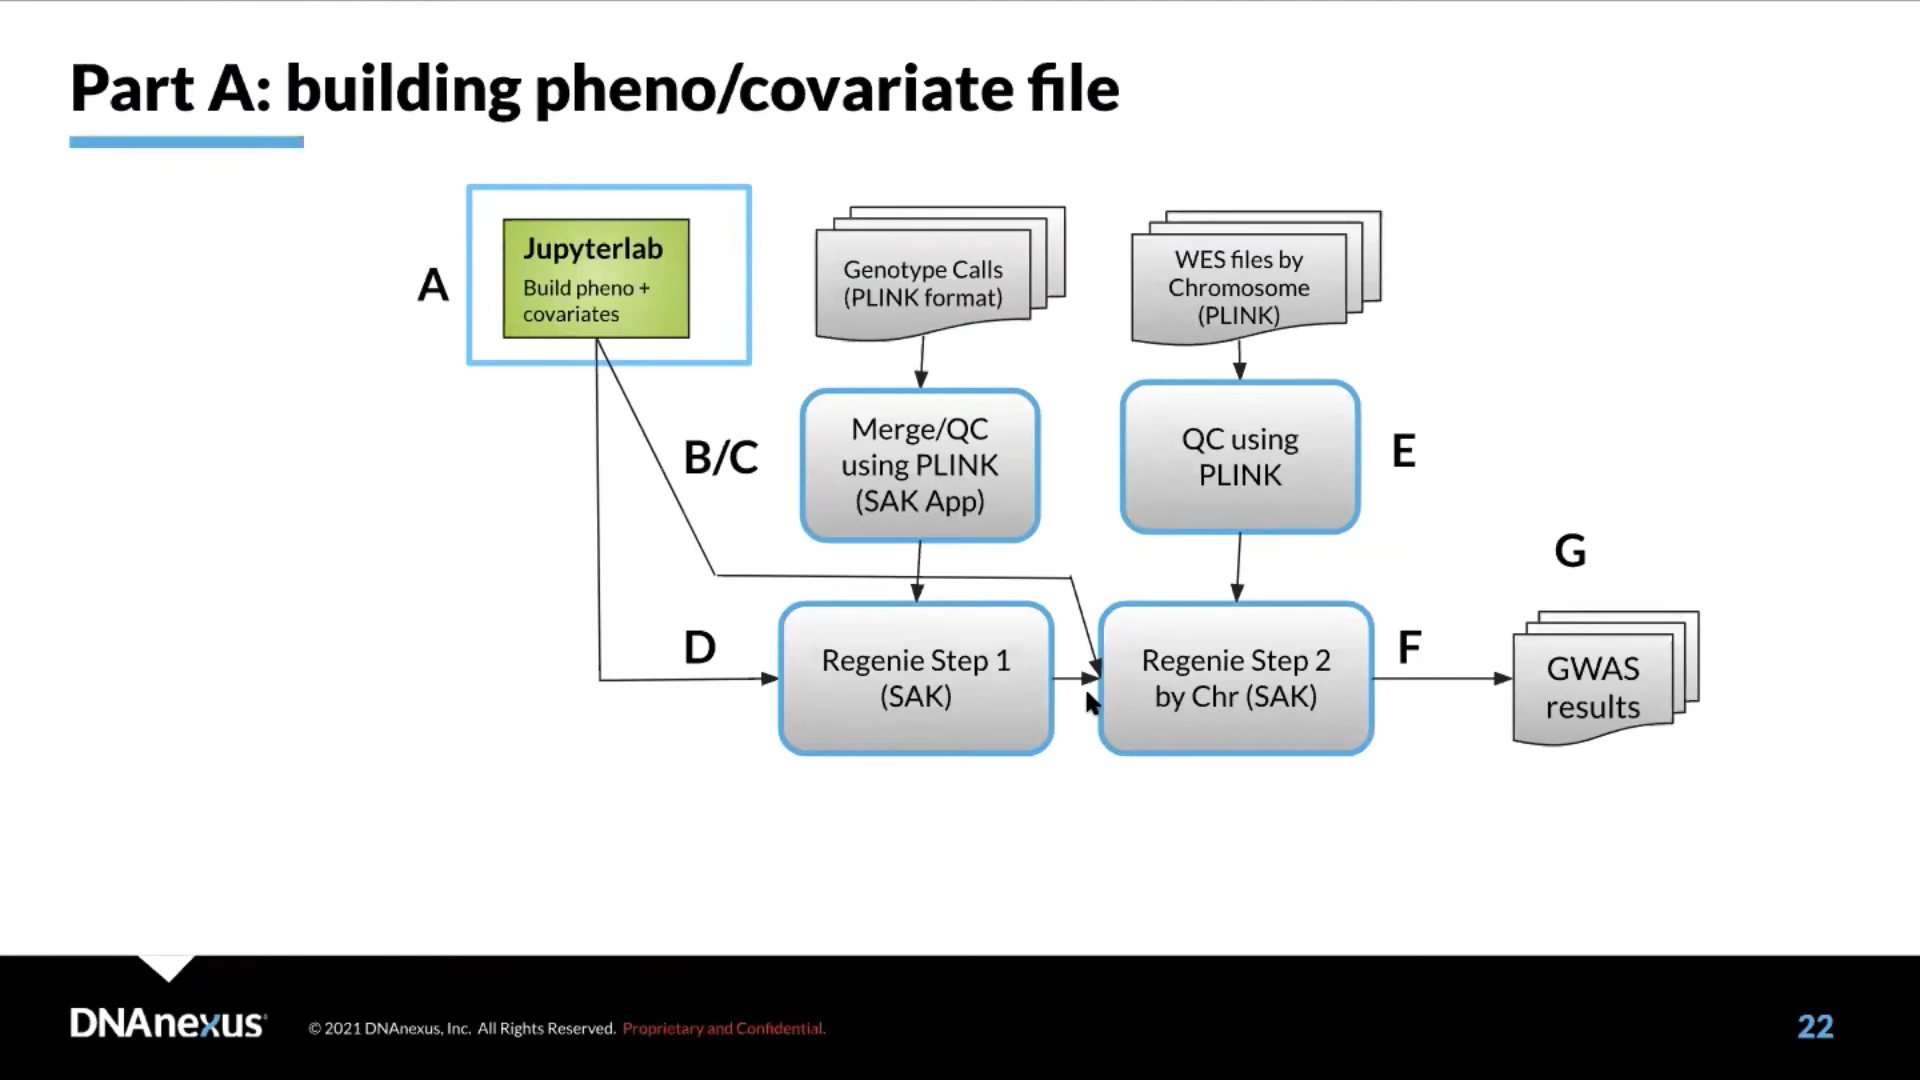 Part A: building pheno/covariate file
A
Jupyterlab
Build pheno +
covariates
Genotype Calls
(PLINK format)
WES files by
Chromosome
(PLINK)
B/C
Merge/QC
using PLINK
(SAK App)
QC using
PLINK
E
G
D
Regenie Step 1
(SAK)
Regenie Step 2
by Chr (SAK)
F
GWAS
results
DNAnexus
© 2021 DNAnexus, Inc. All Rights Reserved. Proprietary and Confidential.
22